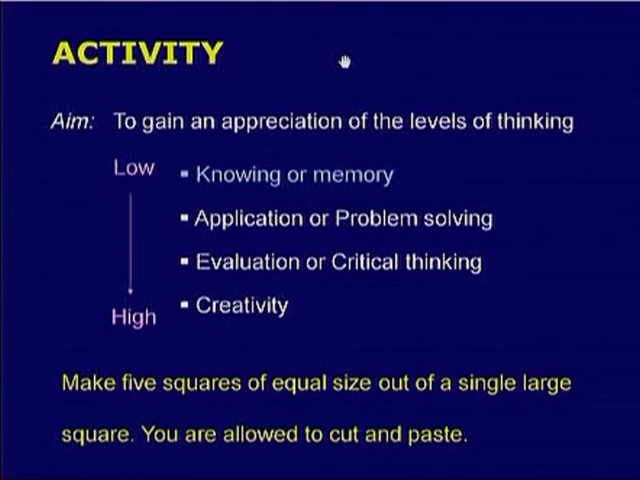 ACTIVITY
Aim: To gain an appreciation of the levels of thinking
Low
▪ Knowing or memory
▪ Application or Problem solving
▪ Evaluation or Critical thinking
▪ Creativity
High
Make five squares of equal size out of a single large
square. You are allowed to cut and paste.